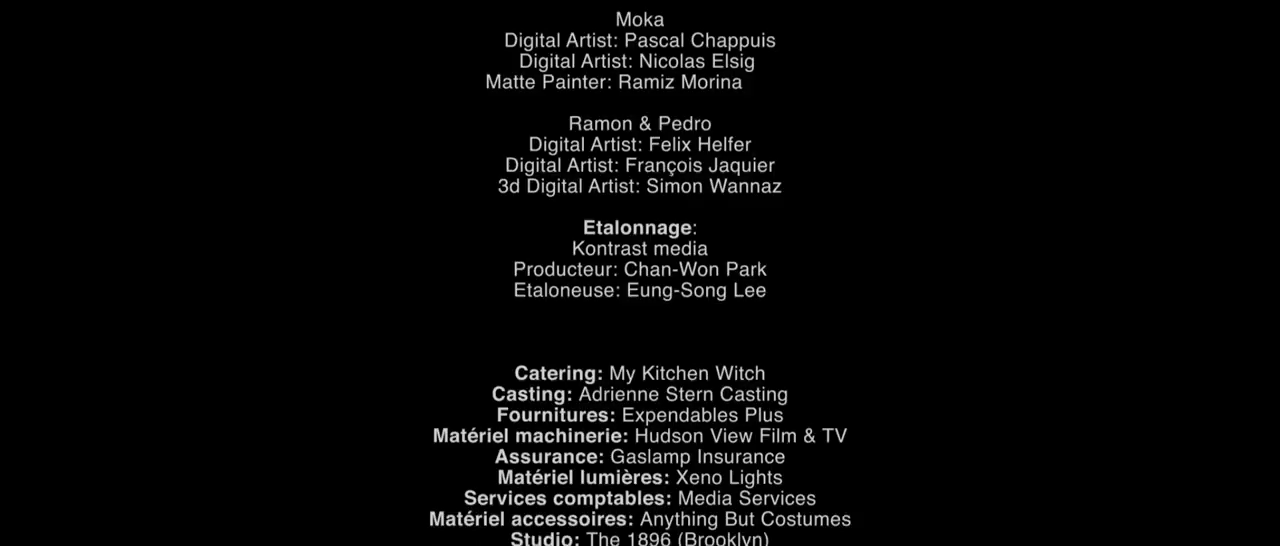 Moka
Digital Artist: Pascal Chappuis
Digital Artist: Nicolas Elsig
Matte Painter: Ramiz Morina
Ramon & Pedro
Digital Artist: Felix Helfer
Digital Artist: François Jaquier
3d Digital Artist: Simon Wannaz
Etalonnage:
Kontrast media
Producteur: Chan-Won Park
Etaloneuse: Eung-Song Lee
Catering: My Kitchen Witch
Casting: Adrienne Stern Casting
Fournitures: Expendables Plus
Matériel machinerie: Hudson View Film & TV
Assurance: Gaslamp Insurance
Matériel lumières: Xeno Lights
Services comptables: Media Services
Matériel accessoires: Anything But Costumes
Studio: The 1896 (Brooklyn)